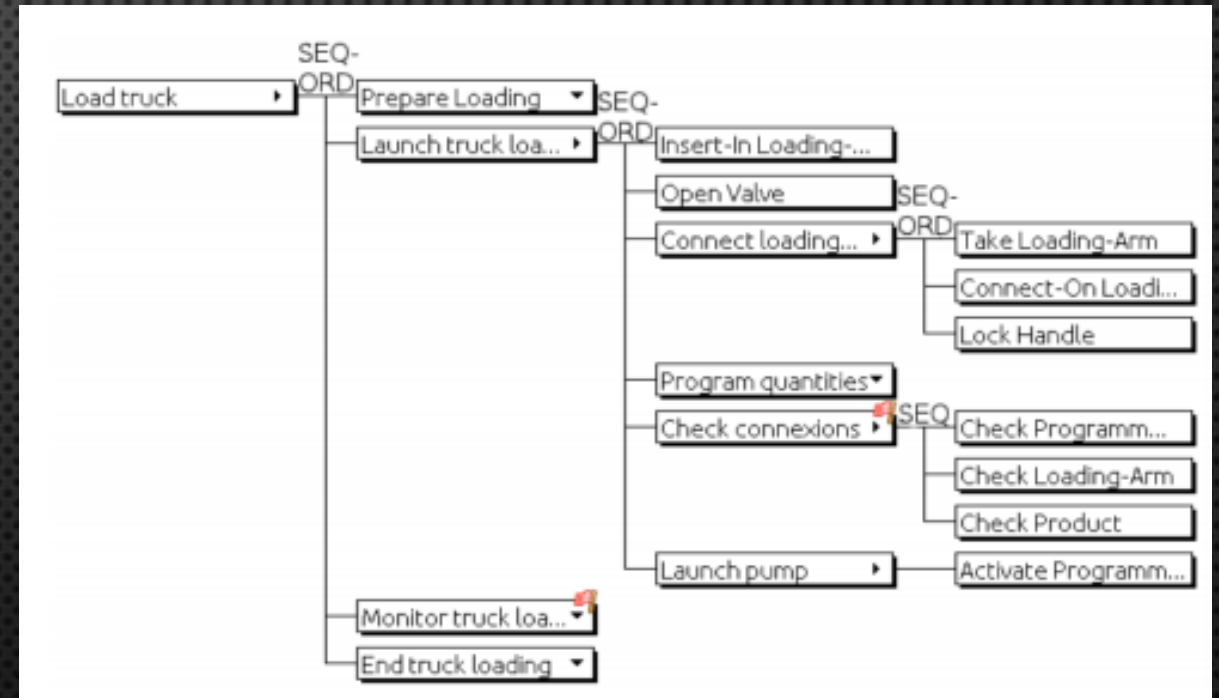 SEQ-
ORD
Load truck
Prepare Loading
SEQ-
ORD
Launch truck loa...
Insert-In Loading-...
Open Valve
SEQ-
ORD
Connect loading...
Take Loading-Arm
Connect-On Loadi...
Lock Handle
Program quantities
SEQ
Check connexions
Check Programm...
Check Loading-Arm
Check Product
Launch pump
Activate Programm...
Monitor truck loa...
End truck loading